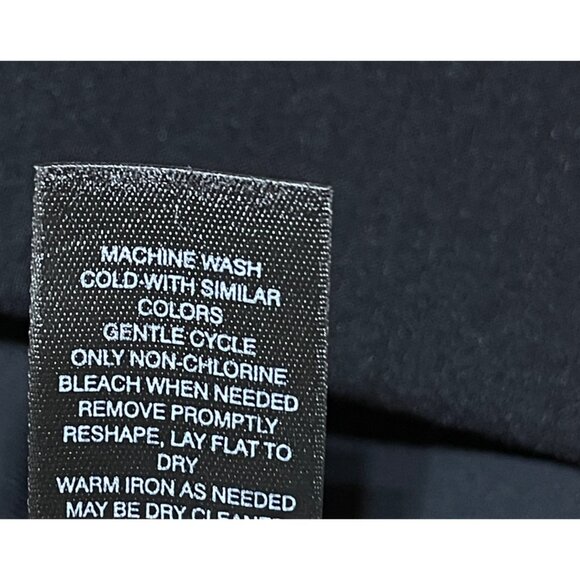 MACHINE WASH
COLD-WITH SIMILAR
COLORS
GENTLE CYCLE
ONLY NON-CHLORINE
BLEACH WHEN NEEDED
REMOVE PROMPTLY
RESHAPE, LAY FLAT TO
DRY
WARM IRON AS NEEDED
MAY BE DRY CLEANED